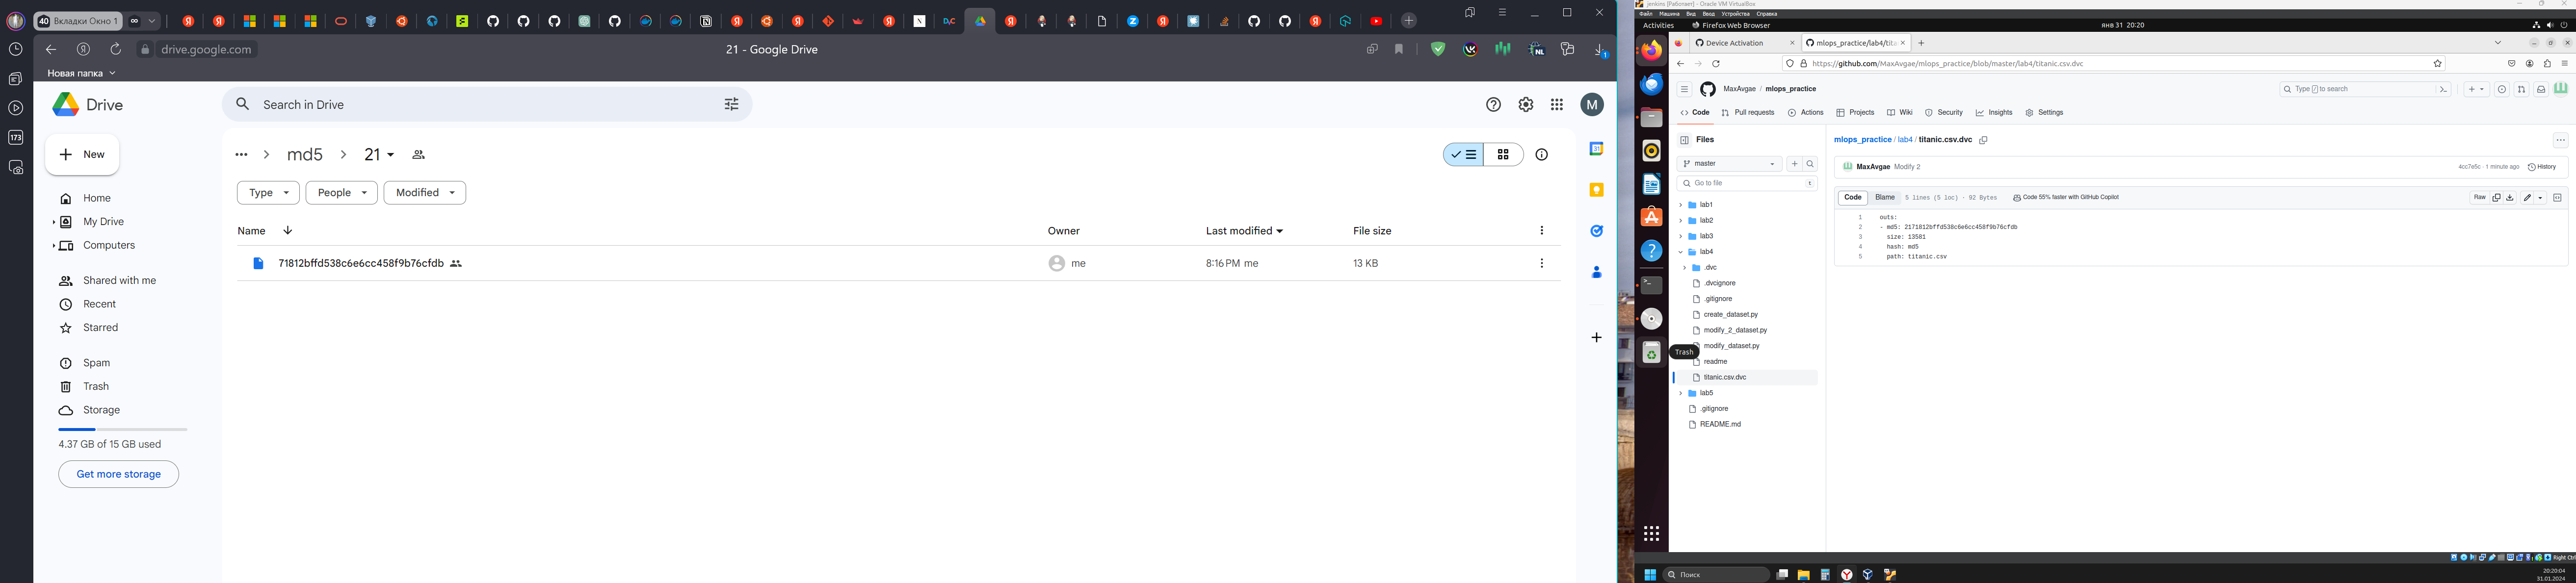 40 Вкладки Окно 1
drive.google.com
21 - Google Drive
NL
1
Новая папка
173
Drive
Search in Drive
M
New
md5 21
Type People Modified
Name Owner Last modified File size
71812bffd538c6e6cc458f9b76cfdb me 8:16 PM me 13 KB
Home
My Drive
Computers
Shared with me
Recent
Starred
Spam
Trash
Storage
4.37 GB of 15 GB used
Get more storage
31
jenkins [Работает] - Oracle VM VirtualBox
Файл Машина Вид Ввод Устройства Справка
Activities Firefox Web Browser янв 31 20:20
Device Activation mlops_practice/lab4/tita
https://github.com/MaxAvgae/mlops_practice/blob/master/lab4/titanic.csv.dvc
MaxAvgae / mlops_practice
Type / to search
Code Pull requests Actions Projects Wiki Security Insights Settings
Files
master
Go to file t
lab1
lab2
lab3
lab4
.dvc
.dvcignore
.gitignore
create_dataset.py
modify_2_dataset.py
modify_dataset.py
readme
titanic.csv.dvc
lab5
.gitignore
README.md
Trash
mlops_practice / lab4 / titanic.csv.dvc
MaxAvgae Modify 2 4cc7e5c · 1 minute ago History
Code Blame 5 lines (5 loc) · 92 Bytes Code 55% faster with GitHub Copilot Raw
1 outs:
2 - md5: 2171812bffd538c6e6cc458f9b76cfdb
3 size: 13581
4 hash: md5
5 path: titanic.csv
Right Ctrl
Поиск
20:20:04
31.01.2024